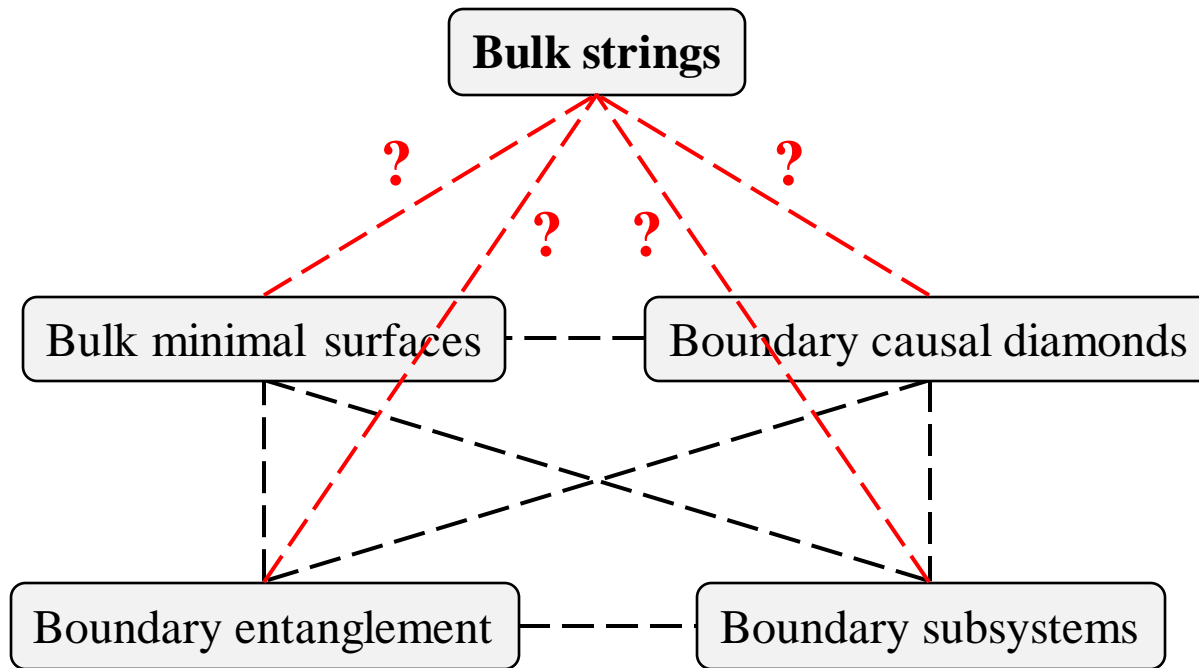 Bulk strings
? ?
? ?
Bulk minimal surfaces Boundary causal diamonds
Boundary entanglement Boundary subsystems